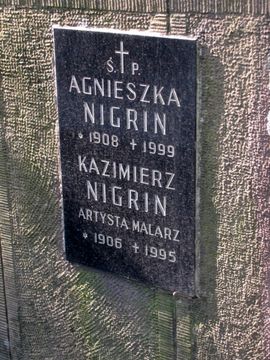 Ś. † P.
AGNIESZKA
NIGRIN
* 1908 † 1999
KAZIMIERZ
NIGRIN
ARTYSTA MALARZ
* 1906 † 1995